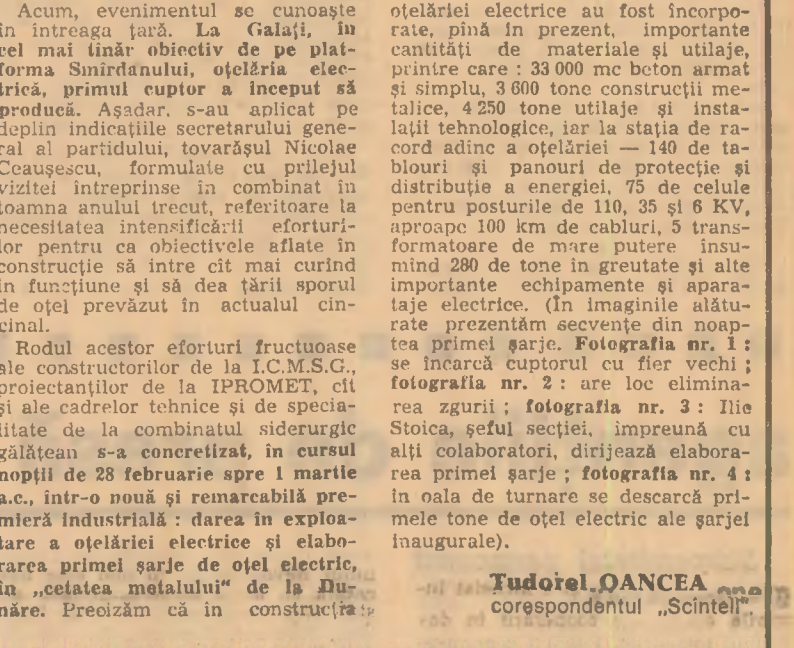 Acum, evenimentul se cunoaşte
în întreaga ţară. La Galaţi, în
cel mai tînăr obiectiv de pe plat-
forma Smîrdanului, oţelăria elec-
trică, primul cuptor a început să
producă. Aşadar, s-au aplicat pe
deplin indicaţiile secretarului gene-
ral al partidului, tovarăşul Nicolae
Ceauşescu, formulate cu prilejul
vizitei întreprinse în combinat în
toamna anului trecut, referitoare la
necesitatea intensificării eforturi-
lor pentru ca obiectivele aflate în
construcţie să intre cît mai curînd
în funcţiune şi să dea ţării sporul
de oţel prevăzut în actualul cin-
cinal.
Rodul acestor eforturi fructuoase
ale constructorilor de la I.C.M.S.G.,
proiectanţilor de la IPROMET, cît
şi ale cadrelor tehnice şi de specia-
litate de la combinatul siderurgic
gălăţean s-a concretizat, în cursul
nopţii de 28 februarie spre 1 martie
a.c., într-o nouă şi remarcabilă pre-
mieră industrială : darea în exploa-
tare a oţelăriei electrice şi elabo-
rarea primei şarje de oţel electric,
în „cetatea metalului“ de la Du-
năre. Precizăm că în construcţia
oţelăriei electrice au fost încorpo-
rate, pînă în prezent, importante
cantităţi de materiale şi utilaje,
printre care : 33 000 mc beton armat
şi simplu, 3 600 tone construcţii me-
talice, 4 250 tone utilaje şi insta-
laţii tehnologice, iar la staţia de ra-
cord adînc a oţelăriei — 140 de ta-
blouri şi panouri de protecţie şi
distribuţie a energiei, 75 de celule
pentru posturile de 110, 35 şi 6 KV,
aproape 100 km de cabluri, 5 trans-
formatoare de mare putere însu-
mînd 280 de tone în greutate şi alte
importante echipamente şi apara-
taje electrice. (În imaginile alătu-
rate prezentăm secvenţe din noap-
tea primei şarje. Fotografia nr. 1 :
se încarcă cuptorul cu fier vechi ;
fotografia nr. 2 : are loc elimina-
rea zgurii ; fotografia nr. 3 : Ilie
Stoica, şeful secţiei, împreună cu
alţi colaboratori, dirijează elabora-
rea primei şarje ; fotografia nr. 4 :
în oala de turnare se descarcă pri-
mele tone de oţel electric ale şarjei
inaugurale).
Tudorel OANCEA
corespondentul „Scînteii“